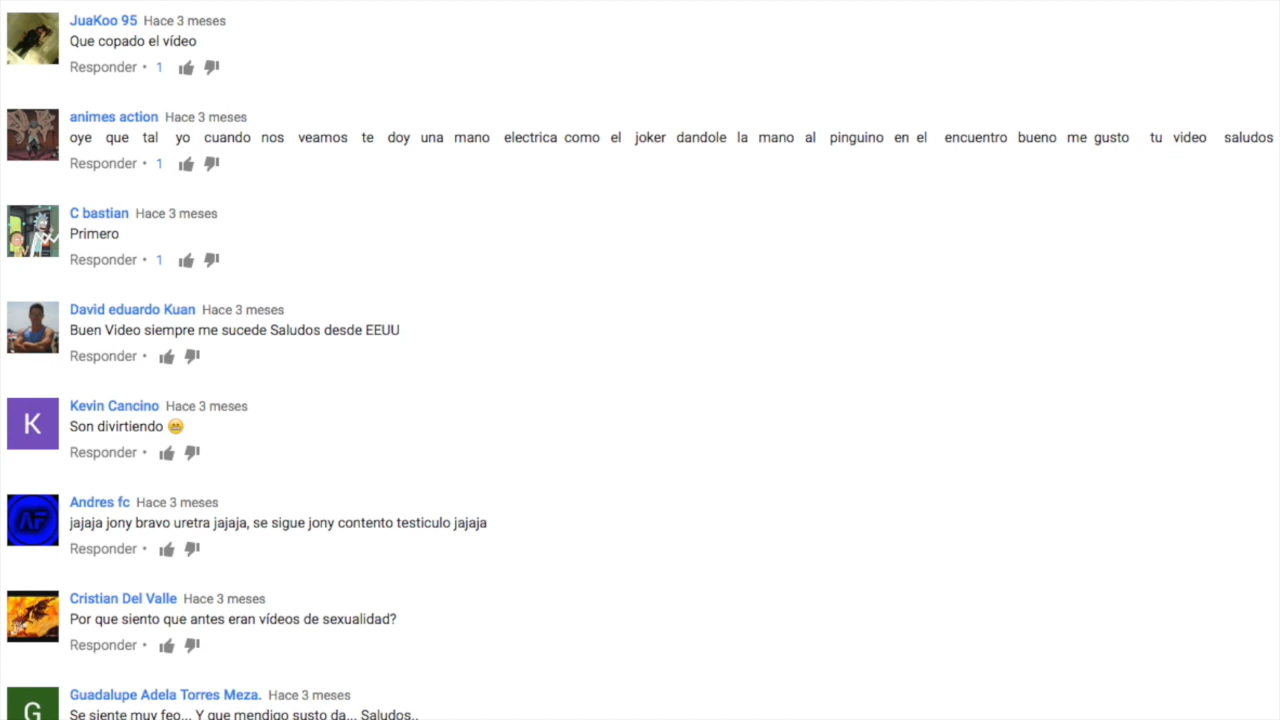 JuaKoo 95 Hace 3 meses
Que copado el vídeo
Responder • 1
animes action Hace 3 meses
oye que tal yo cuando nos veamos te doy una mano electrica como el joker dandole la mano al pinguino en el encuentro bueno me gusto tu video saludos
Responder • 1
C bastian Hace 3 meses
Primero
Responder • 1
David eduardo Kuan Hace 3 meses
Buen Video siempre me sucede Saludos desde EEUU
Responder •
K
Kevin Cancino Hace 3 meses
Son divirtiendo 😬
Responder •
AF
Andres fc Hace 3 meses
jajaja jony bravo uretra jajaja, se sigue jony contento testiculo jajaja
Responder •
Cristian Del Valle Hace 3 meses
Por que siento que antes eran vídeos de sexualidad?
Responder •
G
Guadalupe Adela Torres Meza. Hace 3 meses
Se siente muy feo... Y que mendigo susto da... Saludos..